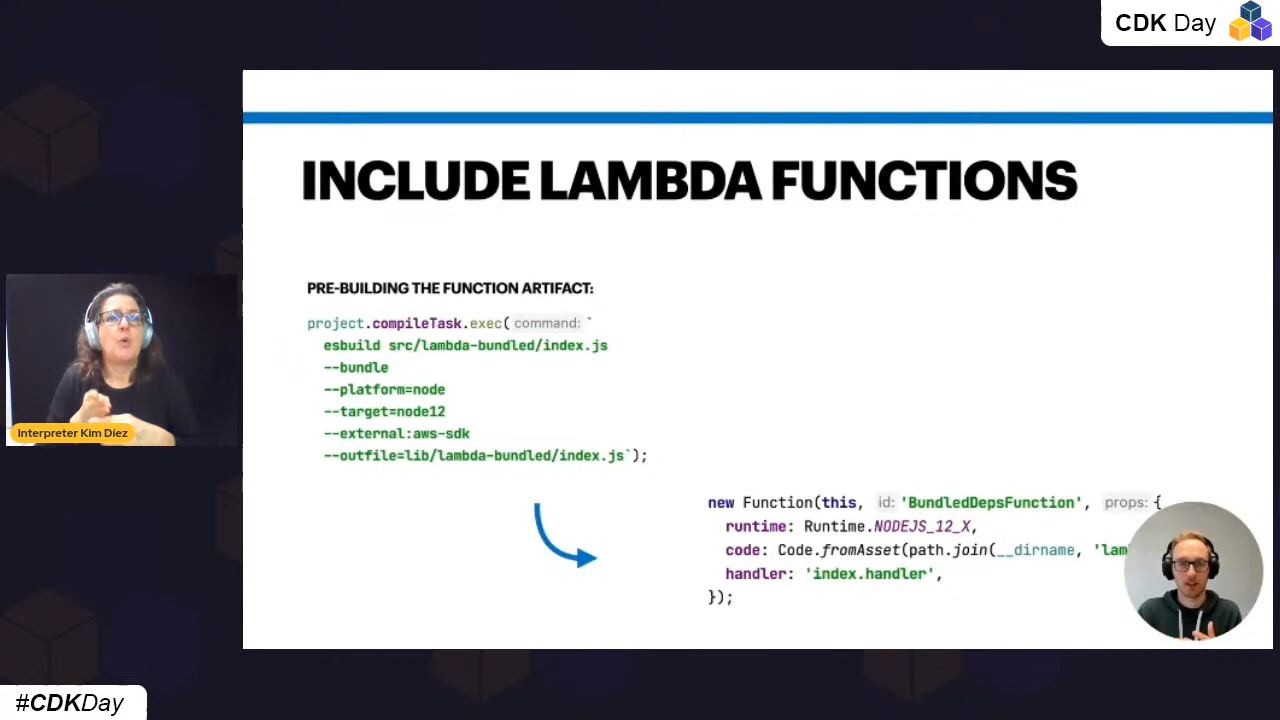 CDK Day
INCLUDE LAMBDA FUNCTIONS
PRE-BUILDING THE FUNCTION ARTIFACT:
project.compileTask.exec( command: `
esbuild src/lambda-bundled/index.js
--bundle
--platform=node
--target=node12
--external:aws-sdk
--outfile=lib/lambda-bundled/index.js`);
new Function(this, id: 'BundledDepsFunction', props: {
runtime: Runtime.NODEJS_12_X,
code: Code.fromAsset(path.join(__dirname, 'lam
handler: 'index.handler',
});
Interpreter Kim Díez
#CDKDay